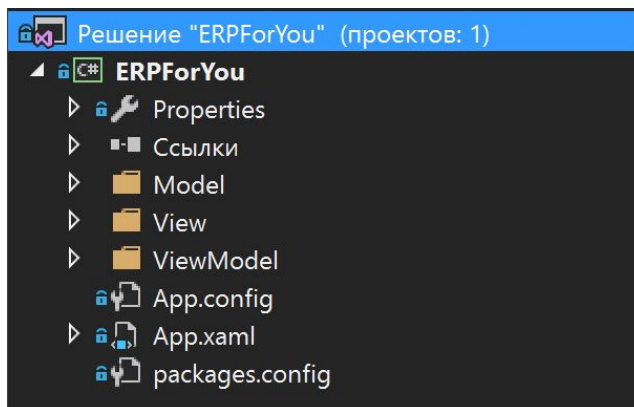 Решение "ERPForYou" (проектов: 1)
C# ERPForYou
Properties
Ссылки
Model
View
ViewModel
App.config
App.xaml
packages.config